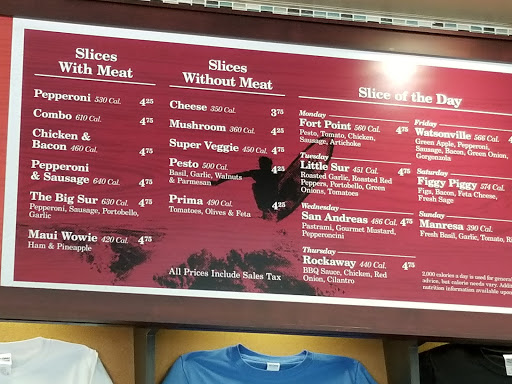 Slices
With Meat
Pepperoni 530 Cal. 4.25
Combo 610 Cal. 4.75
Chicken &
Bacon 460 Cal. 4.75
Pepperoni
& Sausage 640 Cal. 4.75
The Big Sur 630 Cal. 4.75
Pepperoni, Sausage, Portobello,
Garlic
Maui Wowie 420 Cal. 4.75
Ham & Pineapple
Slices
Without Meat
Cheese 350 Cal. 3.75
Mushroom 360 Cal. 4.25
Super Veggie 450 Cal. 4.75
Pesto 500 Cal. 4.75
Basil, Garlic, Walnuts
& Parmesan
Prima 490 Cal. 4.75
Tomatoes, Olives & Feta
All Prices Include Sales Tax
Slice of the Day
Monday
Fort Point 560 Cal. 4.75
Pesto, Tomato, Chicken,
Sausage, Artichoke
Tuesday
Little Sur 451 Cal. 4.75
Roasted Garlic, Roasted Red
Peppers, Portobello, Green
Onions, Tomatoes
Wednesday
San Andreas 486 Cal. 4.75
Pastrami, Gourmet Mustard,
Pepperoncini
Thursday
Rockaway 440 Cal. 4.75
BBQ Sauce, Chicken, Red
Onion, Cilantro
Friday
Watsonville 566 Cal.
Green Apple, Pepperoni,
Sausage, Bacon, Green Onion,
Gorgonzola
Saturday
Figgy Piggy 574 Cal.
Figs, Bacon, Feta Cheese,
Fresh Sage
Sunday
Manresa 390 Cal.
Fresh Basil, Garlic, Tomato,
2,000 calories a day is used for general
advice, but calorie needs vary.
nutrition information available upon